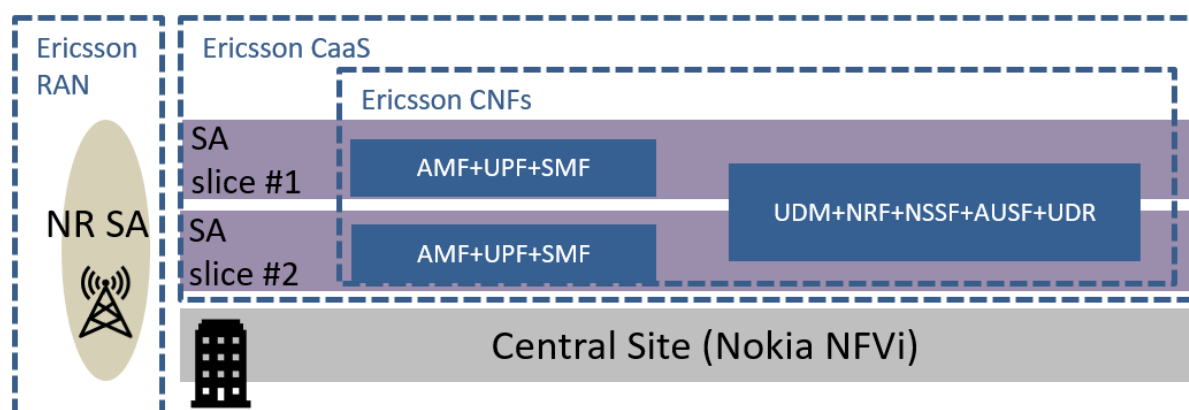 Ericsson
RAN
NR SA
Ericsson CaaS
Ericsson CNFs
SA
slice #1
AMF+UPF+SMF
UDM+NRF+NSSF+AUSF+UDR
SA
slice #2
AMF+UPF+SMF
Central Site (Nokia NFVi)